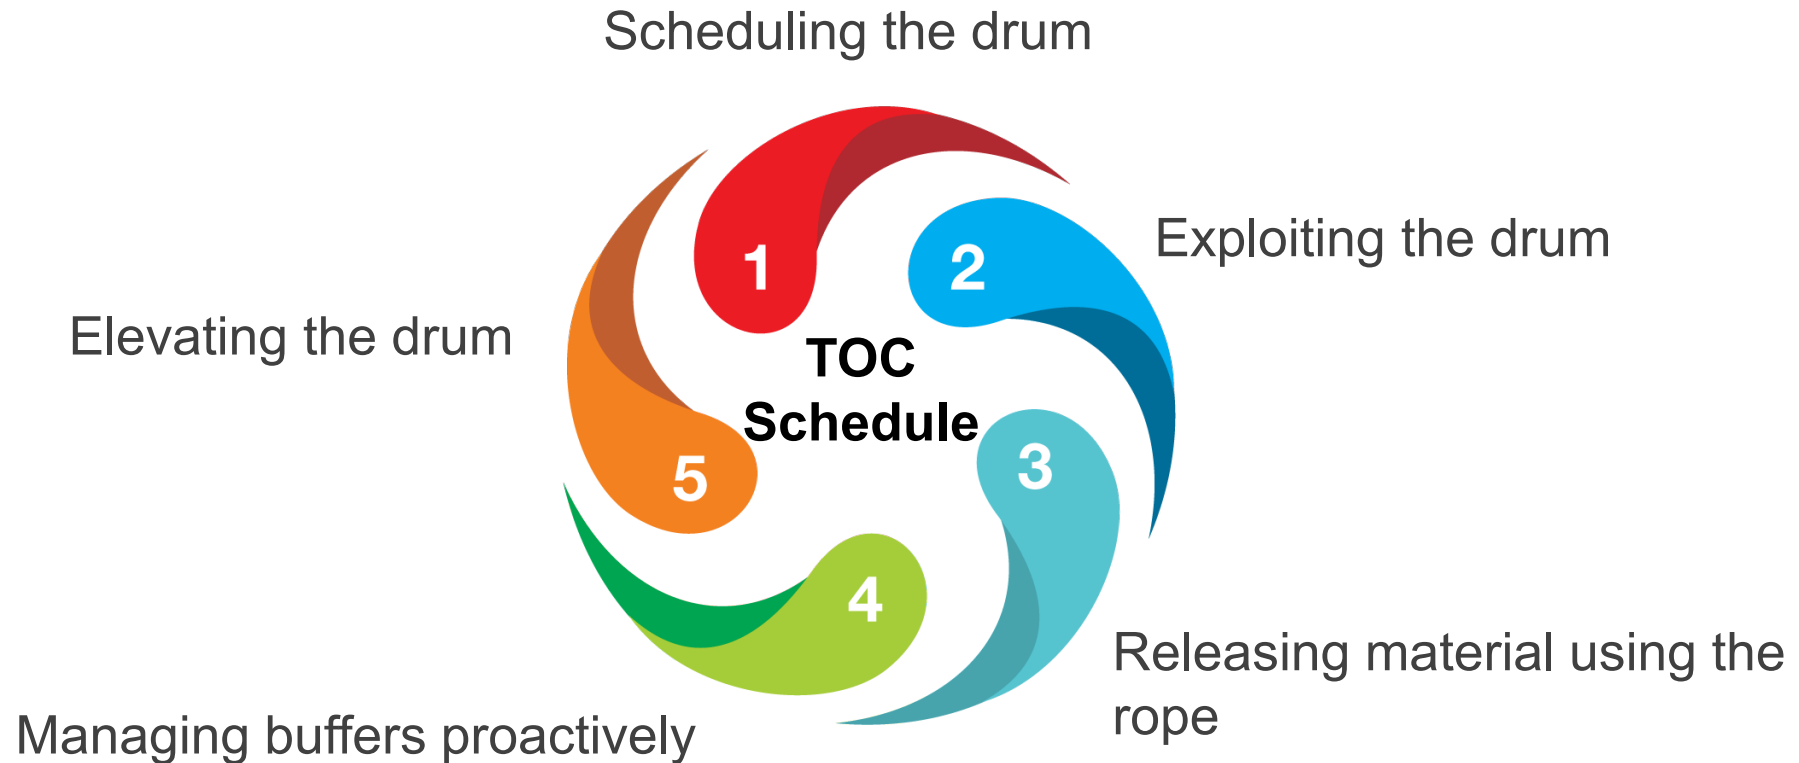 Scheduling the drum
1
2
Exploiting the drum
Elevating the drum
TOC
Schedule
3
5
4
Releasing material using the
rope
Managing buffers proactively